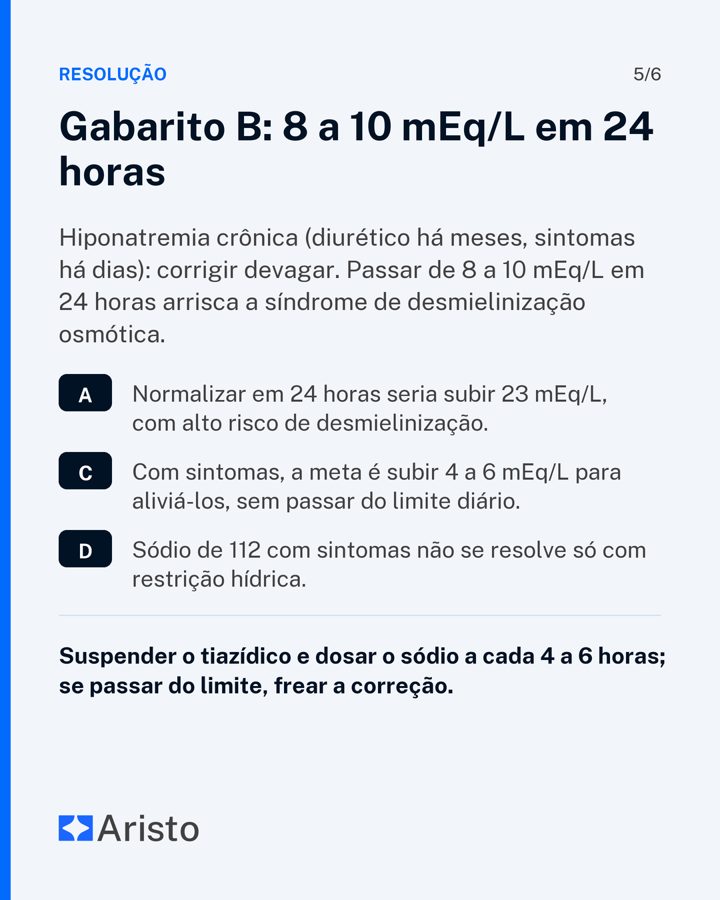 RESOLUÇÃO
5/6
Gabarito B: 8 a 10 mEq/L em 24
horas
Hiponatremia crônica (diurético há meses, sintomas
há dias): corrigir devagar. Passar de 8 a 10 mEq/L em
24 horas arrisca a síndrome de desmielinização
osmótica.
A
Normalizar em 24 horas seria subir 23 mEq/L,
com alto risco de desmielinização.
C
Com sintomas, a meta é subir 4 a 6 mEq/L para
aliviá-los, sem passar do limite diário.
D
Sódio de 112 com sintomas não se resolve só com
restrição hídrica.
Suspender o tiazídico e dosar o sódio a cada 4 a 6 horas;
se passar do limite, frear a correção.
Aristo